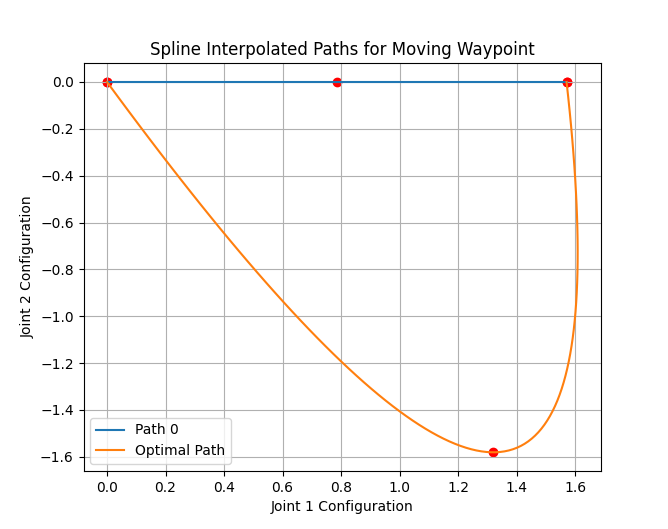 Spline Interpolated Paths for Moving Waypoint
0.0
−0.2
−0.4
−0.6
−0.8
−1.0
−1.2
−1.4
−1.6
Joint 2 Configuration
Path 0
Optimal Path
0.0 0.2 0.4 0.6 0.8 1.0 1.2 1.4 1.6
Joint 1 Configuration